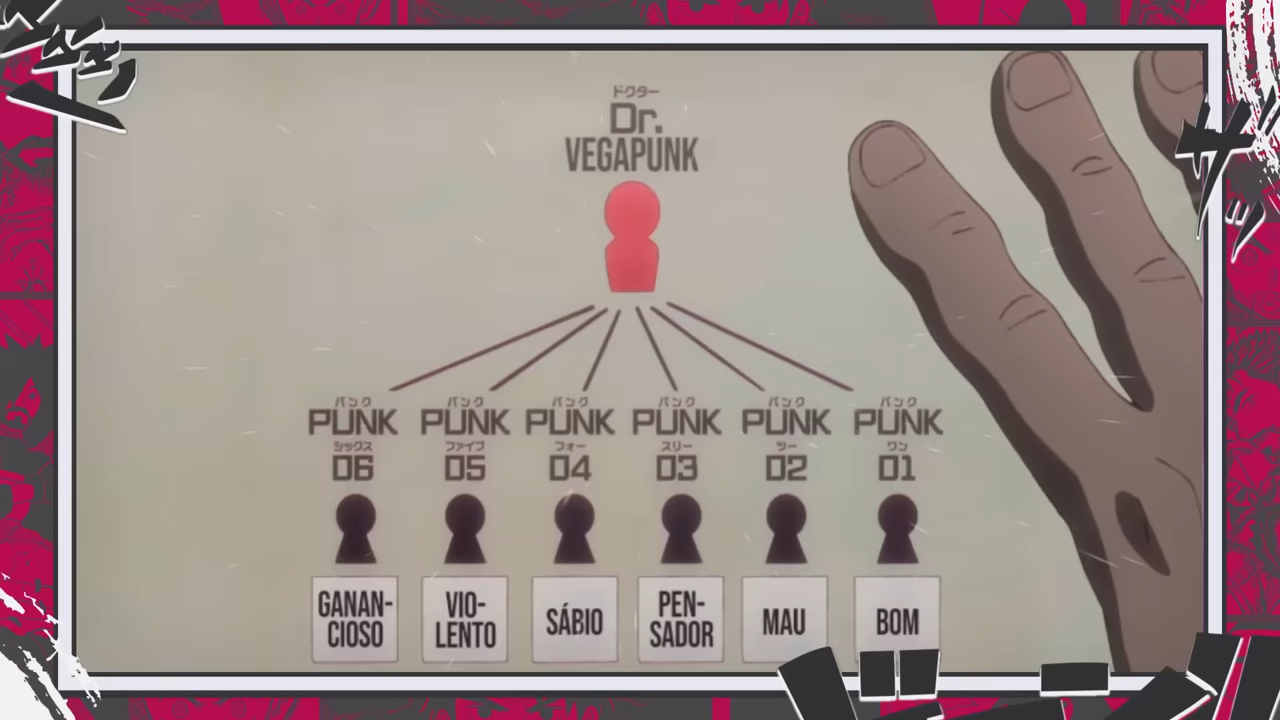 ドクター
Dr.
VEGAPUNK
パンク パンク パンク パンク パンク パンク
PUNK PUNK PUNK PUNK PUNK PUNK
シックス ファイブ フォー スリー ツー ワン
06 05 04 03 02 01
GANAN-
CIOSO
VIO-
LENTO
SÁBIO
PEN-
SADOR
MAU
BOM